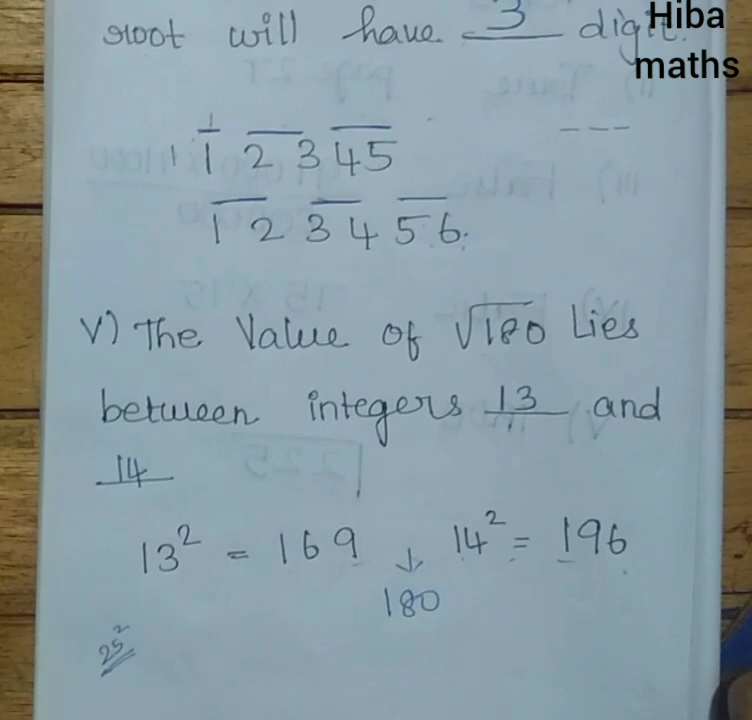 root will have 3 digit.
Hiba
maths
1 1 2 3 4 5
1 2 3 4 5 6.
V) The Value of √180 Lies
between integers 13 and
14
13² = 169 14² = 196
180
25²